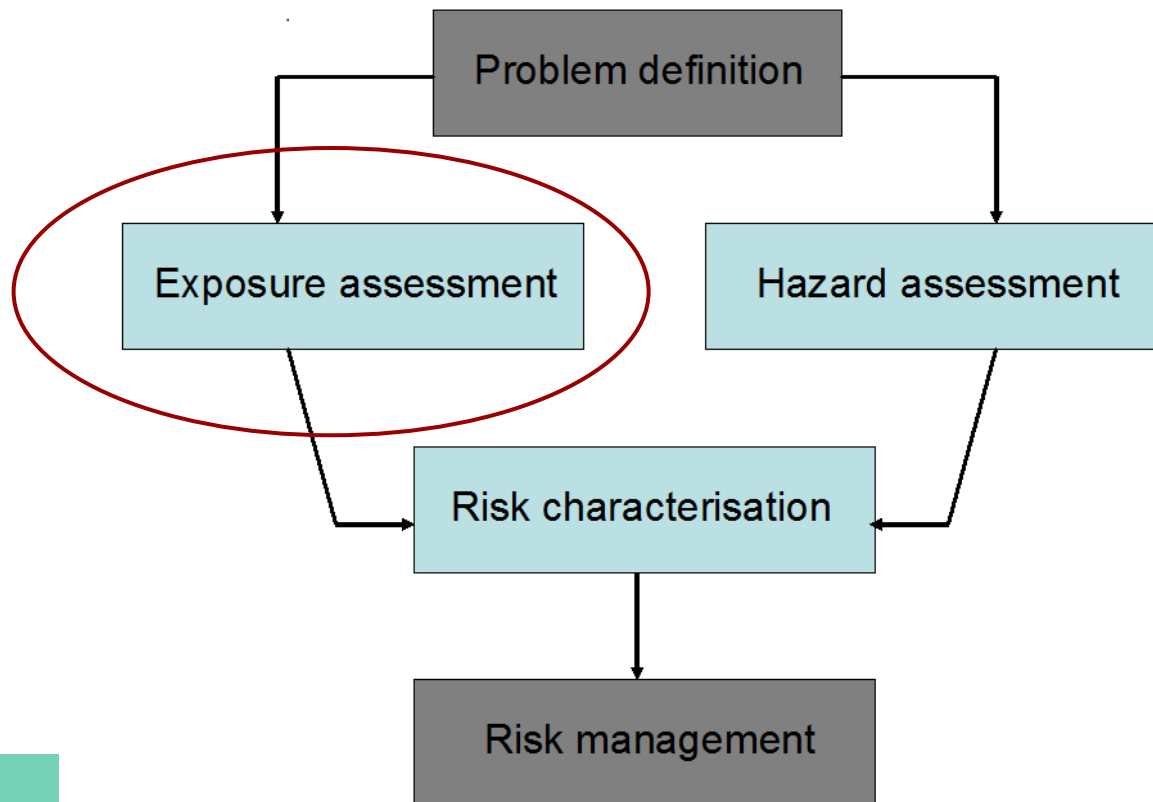 Problem definition
Exposure assessment
Hazard assessment
Risk characterisation
Risk management